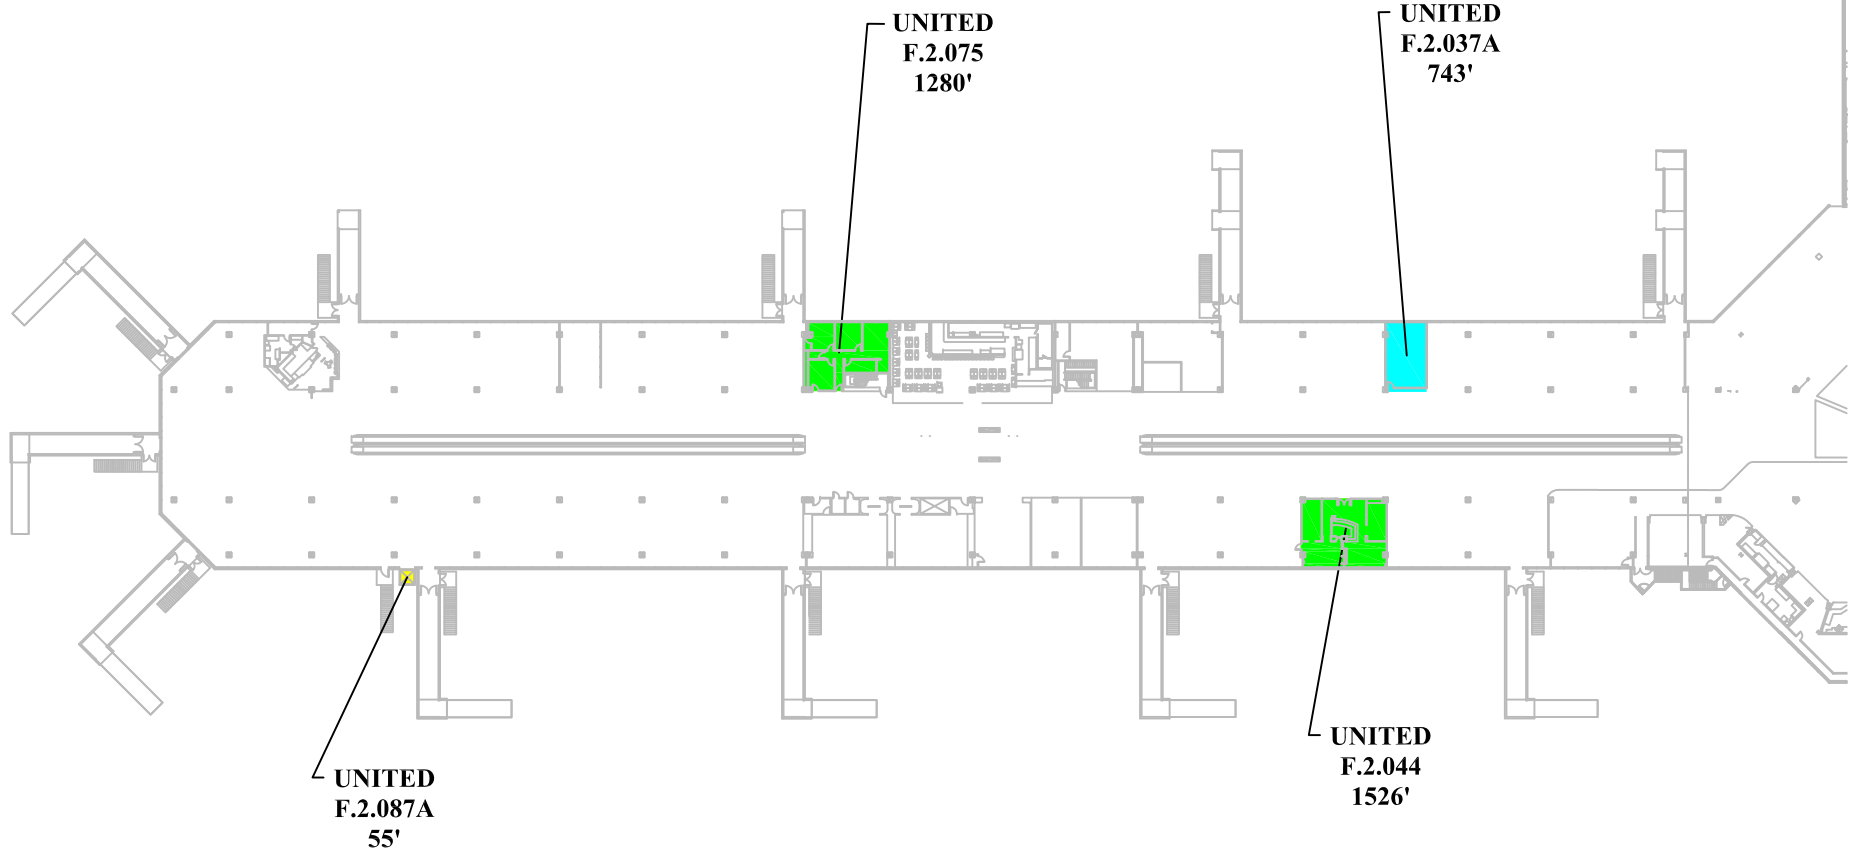 UNITED
F.2.075
1280'
UNITED
F.2.037A
743'
UNITED
F.2.044
1526'
UNITED
F.2.087A
55'